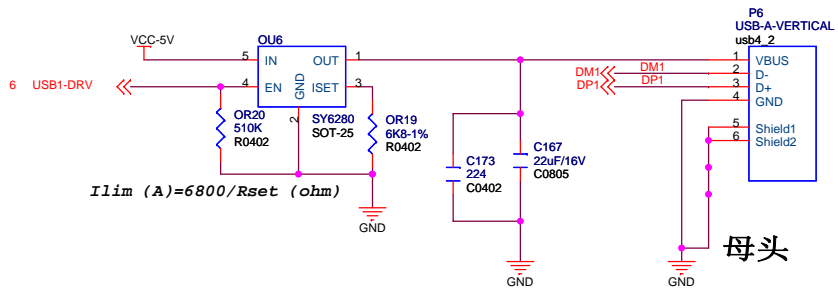 P6
USB-A-VERTICAL
usb4_2
VCC-5V
OU6
5
IN
OUT
1
6
USB1-DRV
4
EN
GND
ISET
3
2
SY6280
SOT-25
OR20
510K
R0402
OR19
6K8-1%
R0402
Ilim (A)=6800/Rset (ohm)
GND
C173
224
C0402
C167
22uF/16V
C0805
GND
1
VBUS
DM1
DM1
2
D-
DP1
DP1
3
D+
4
GND
5
Shield1
6
Shield2
母头
GND